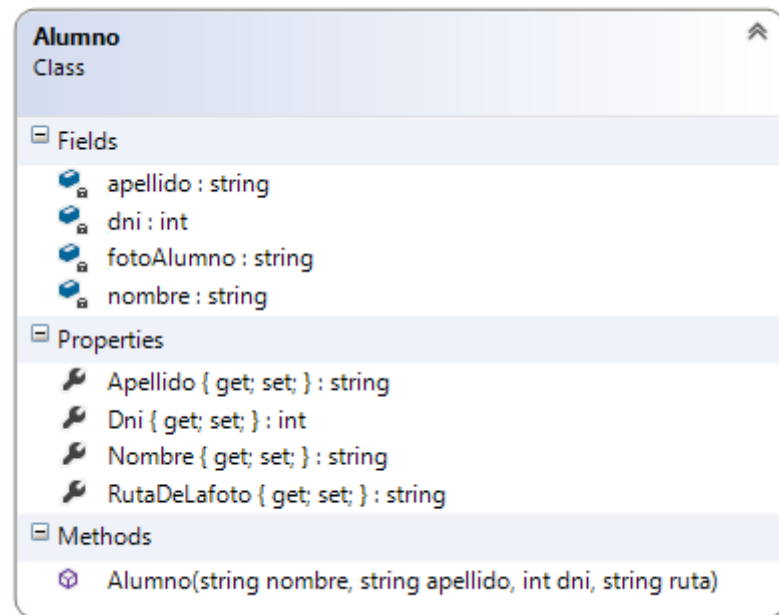 Alumno
Class
Fields
apellido : string
dni : int
fotoAlumno : string
nombre : string
Properties
Apellido { get; set; } : string
Dni { get; set; } : int
Nombre { get; set; } : string
RutaDeLafoto { get; set; } : string
Methods
Alumno(string nombre, string apellido, int dni, string ruta)